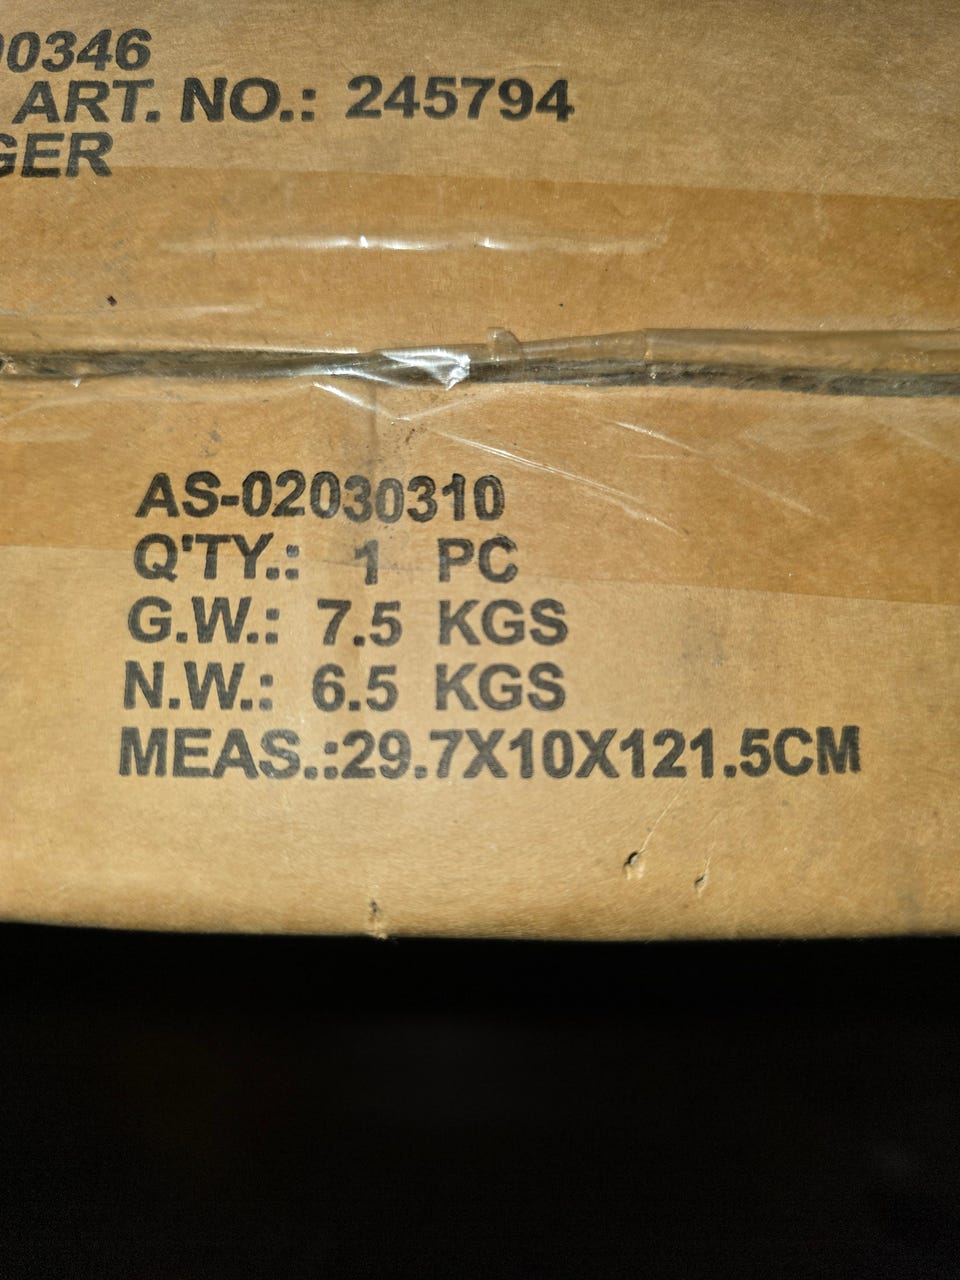 00346
ART. NO.: 245794
GER
AS-02030310
Q'TY.: 1 PC
G.W.: 7.5 KGS
N.W.: 6.5 KGS
MEAS.:29.7X10X121.5CM